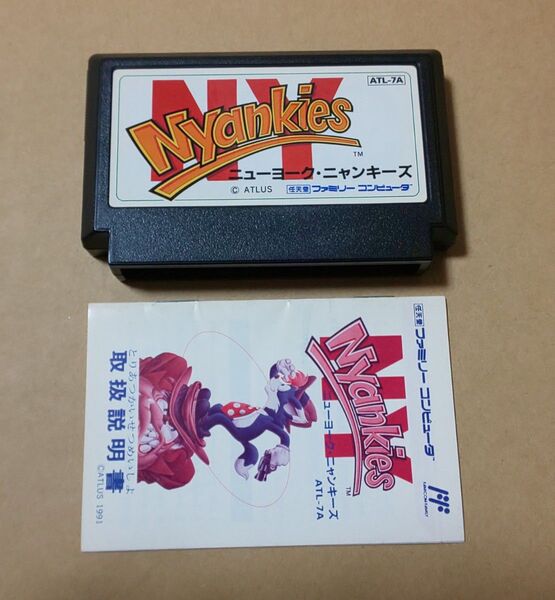 ATL-7A
NY
Nyankies
TM
ニューヨーク・ニャンキーズ
© ATLUS
任天堂 ファミリー コンピュータ
任天堂 ファミリー コンピュータ
FAMICOM FAMILY
NY
Nyankies
TM
ニューヨーク・ニャンキーズ
ATL-7A
とりあつかいせつめいしょ
取扱説明書
©ATLUS 1991